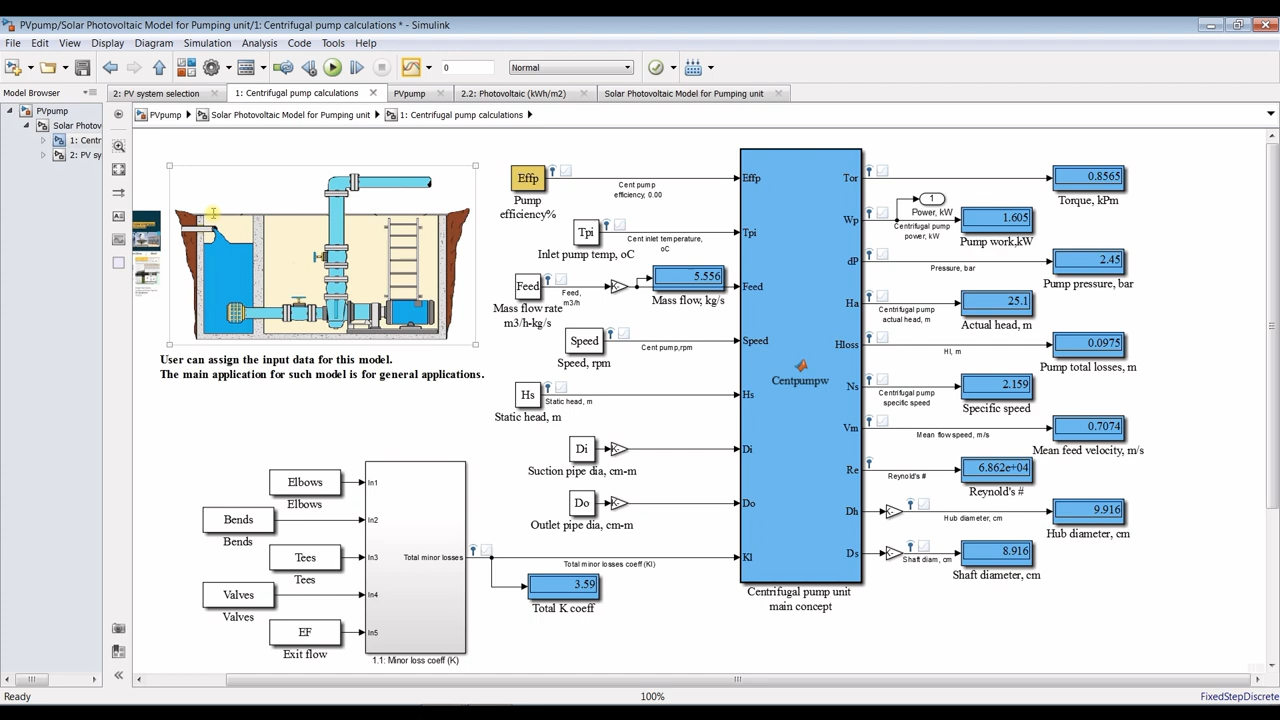 PVpump/Solar Photovoltaic Model for Pumping unit/1: Centrifugal pump calculations * - Simulink
File Edit View Display Diagram Simulation Analysis Code Tools Help
0 Normal
Model Browser
2: PV system selection
1: Centrifugal pump calculations
PVpump
2.2: Photovoltaic (kWh/m2)
Solar Photovoltaic Model for Pumping unit
PVpump
Solar Photov
1: Centr
2: PV sy
PVpump Solar Photovoltaic Model for Pumping unit 1: Centrifugal pump calculations
User can assign the input data for this model.
The main application for such model is for general applications.
Effp
Pump
efficiency%
Cent pump
efficiency, 0.00
Tpi
Inlet pump temp, oC
Cent inlet temperature,
oC
Feed
Mass flow rate
m3/h-kg/s
Feed,
m3/h
5.556
Mass flow, kg/s
Speed
Speed, rpm
Cent pump,rpm
Hs
Static head, m
Static head, m
Di
Suction pipe dia, cm-m
Do
Outlet pipe dia, cm-m
Elbows
Elbows
Bends
Bends
Tees
Tees
Valves
Valves
EF
Exit flow
In1
In2
In3
In4
In5
Total minor losses
1.1: Minor loss coeff (K)
Total minor losses coeff (Kl)
3.59
Total K coeff
Effp
Tpi
Feed
Speed
Hs
Di
Do
Kl
Centpumpw
Tor
Wp
dP
Ha
Hloss
Ns
Vm
Re
Dh
Ds
Centrifugal pump unit
main concept
0.8565
Torque, kPm
1
Power, kW
Centrifugal pump
power, kW
1.605
Pump work,kW
Pressure, bar
2.45
Pump pressure, bar
Centrifugal pump
actual head, m
25.1
Actual head, m
Hl, m
0.0975
Pump total losses, m
Centrifugal pump
specific speed
2.159
Specific speed
Mean flow speed, m/s
0.7074
Mean feed velocity, m/s
Reynold's #
6.862e+04
Reynold's #
Hub diameter, cm
9.916
Hub diameter, cm
Shaft diam, cm
8.916
Shaft diameter, cm
Ready
100%
FixedStepDiscrete